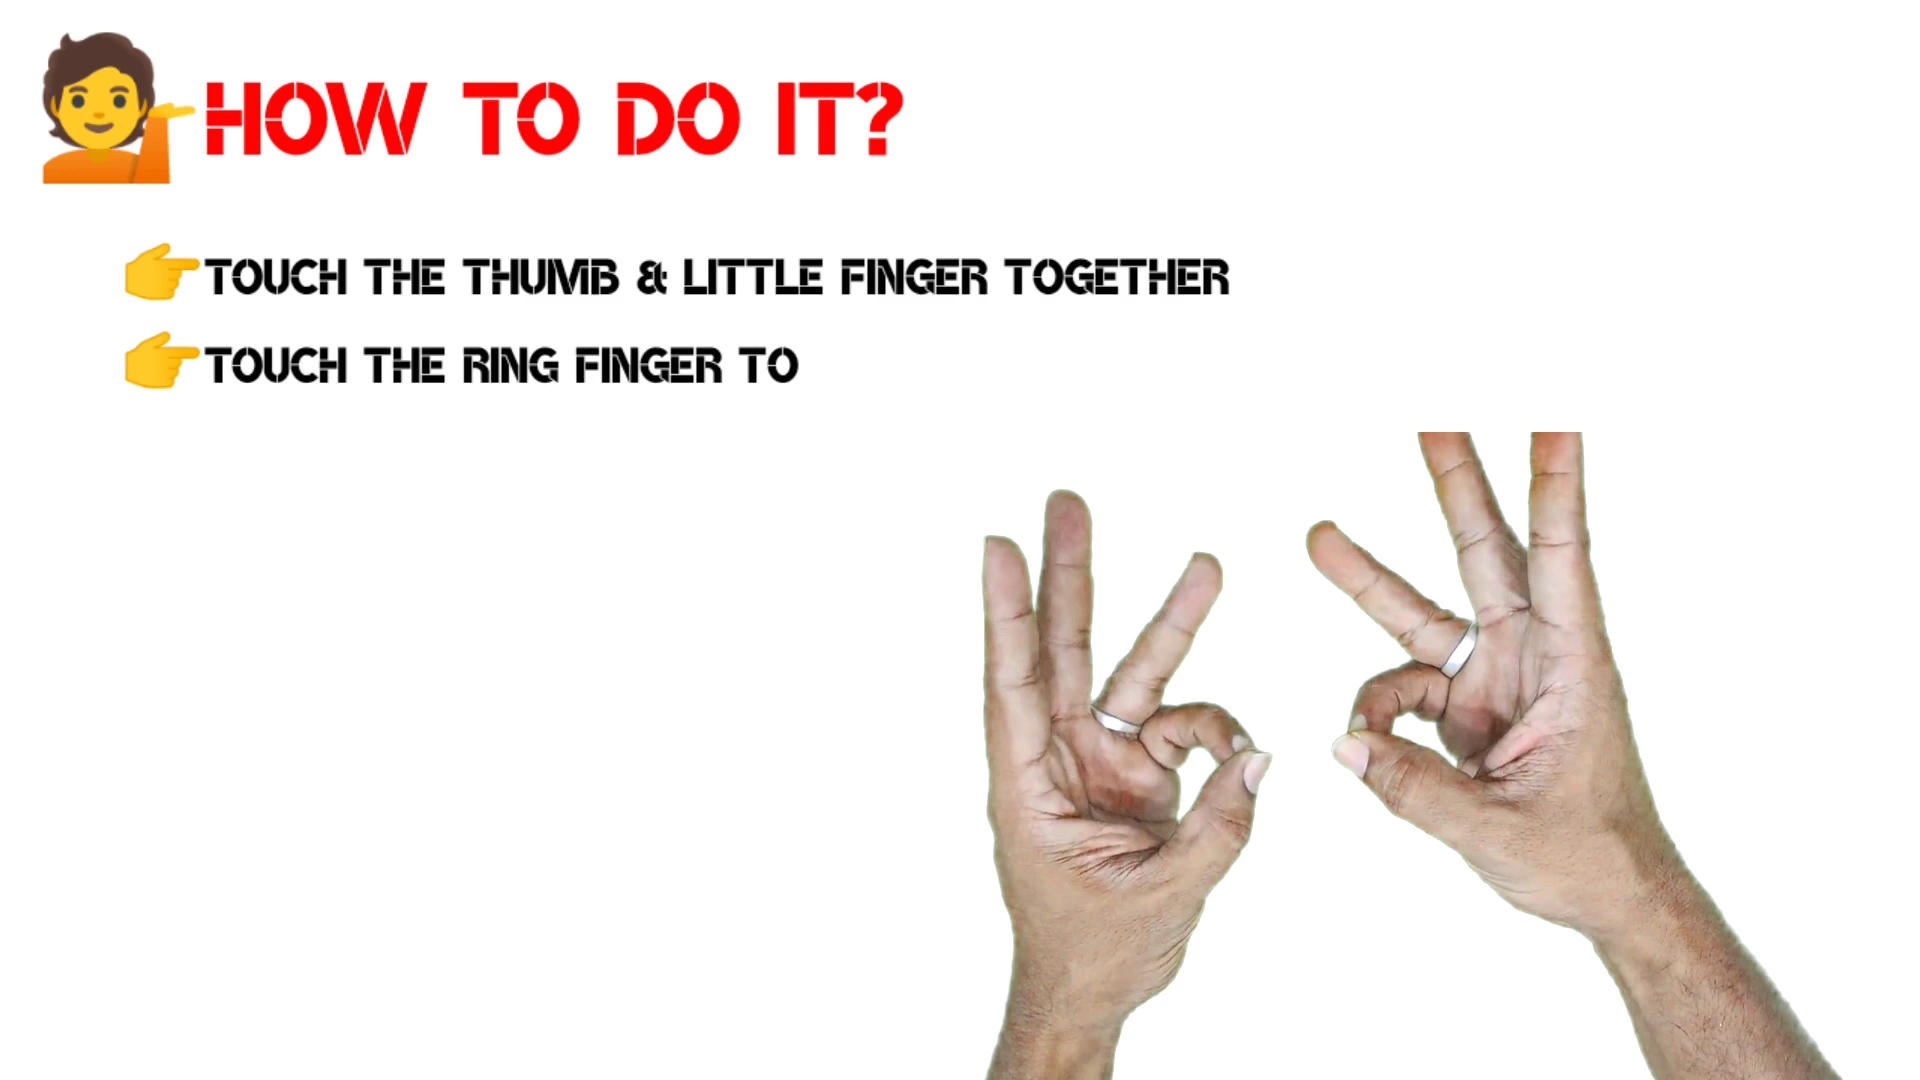 HOW TO DO IT?
TOUCH THE THUMB & LITTLE FINGER TOGETHER
TOUCH THE RING FINGER TO